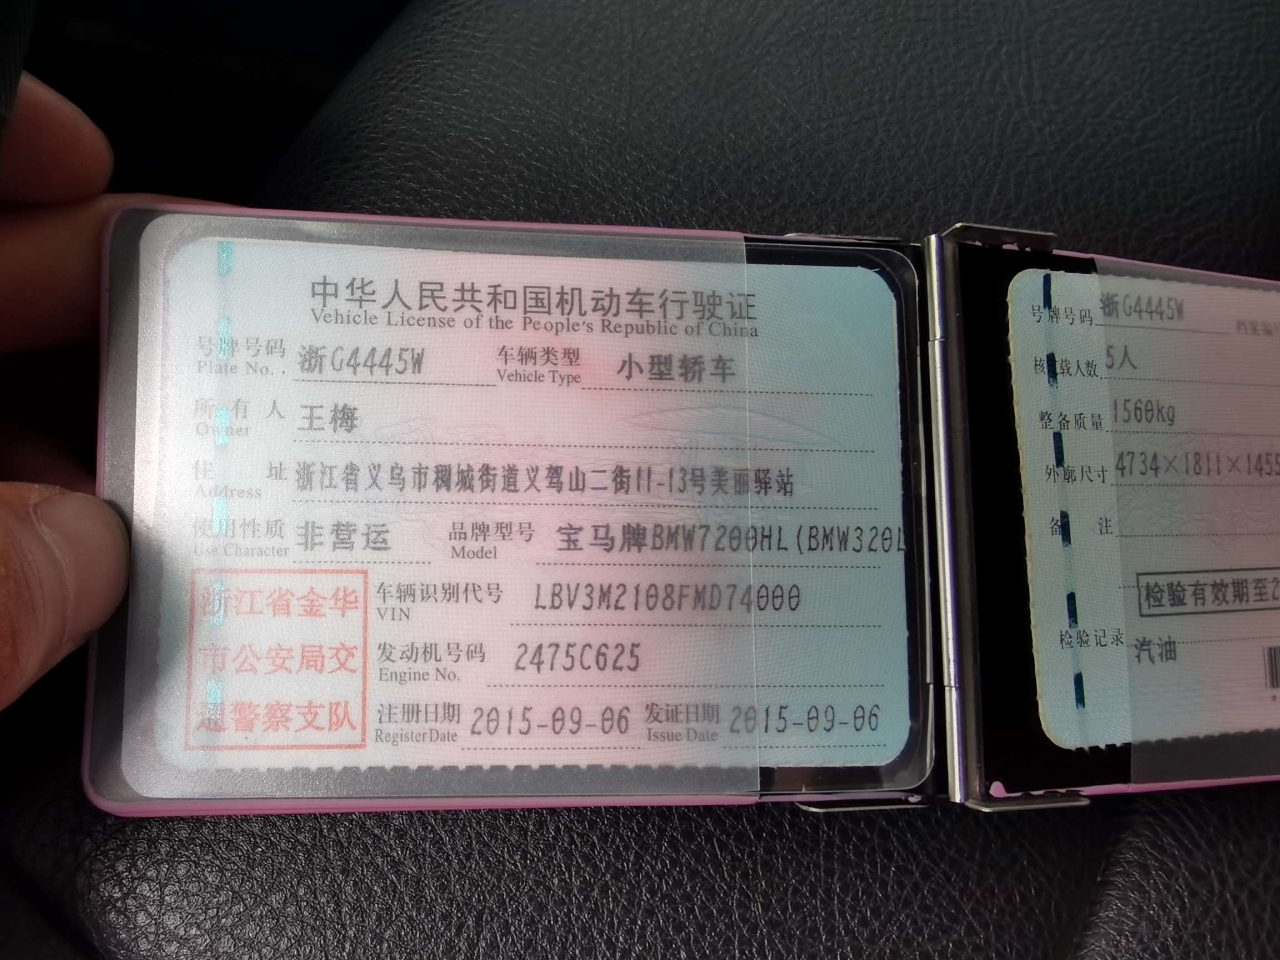 中华人民共和国机动车行驶证
Vehicle License of the People's Republic of China
号牌号码 浙G4445W 车辆类型 小型轿车
Plate No. Vehicle Type
所有人 王梅
Owner
住址 浙江省义乌市稠城街道义驾山二街11-13号美丽驿站
Address
使用性质 非营运 品牌型号 宝马牌BMW7200HL(BMW320L
Use Character Model
浙江省金华
市公安局交
通警察支队
车辆识别代号 LBV3M2108FMD74000
VIN
发动机号码 2475C625
Engine No.
注册日期 2015-09-06 发证日期 2015-09-06
Register Date Issue Date
号牌号码 浙G4445W
核载人数 5人
整备质量 1560kg
外廓尺寸 4734×1811×1455
备注
检验有效期至2
检验记录
汽油